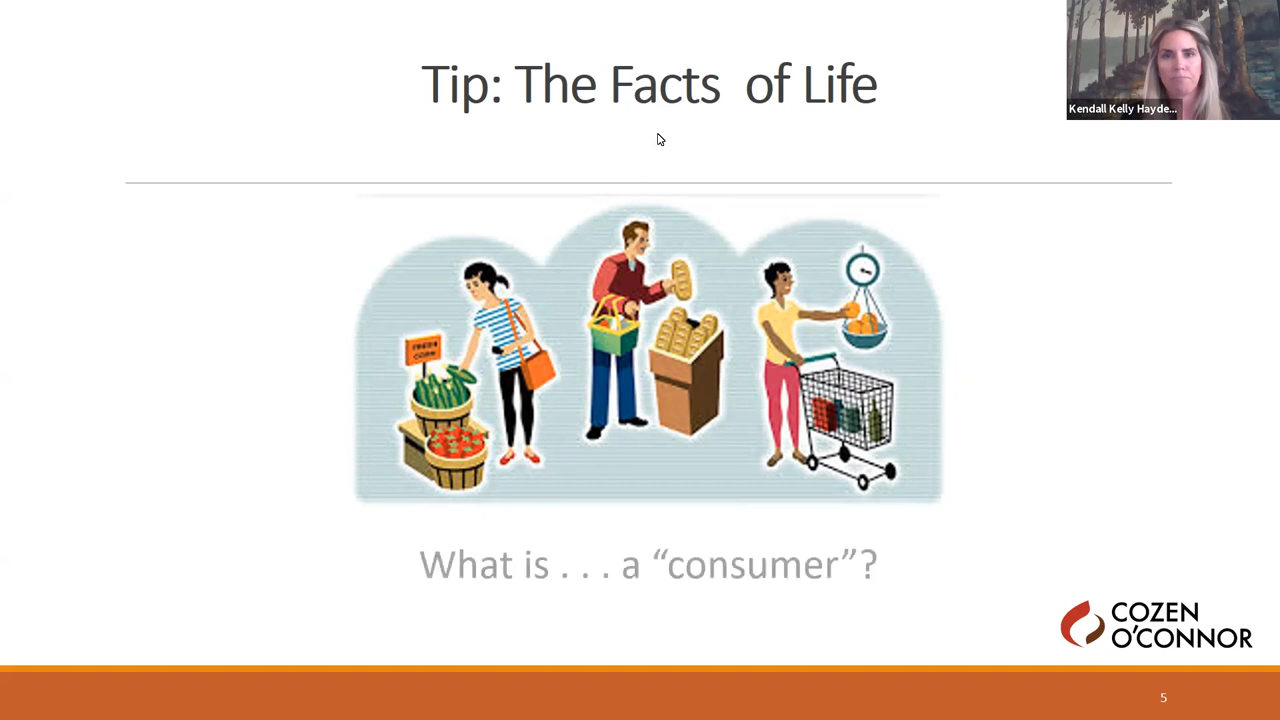 Tip: The Facts  of Life
Kendall Kelly Hayde...
FRESH
CORN
What is . . . a “consumer”?
COZEN
O’CONNOR
5